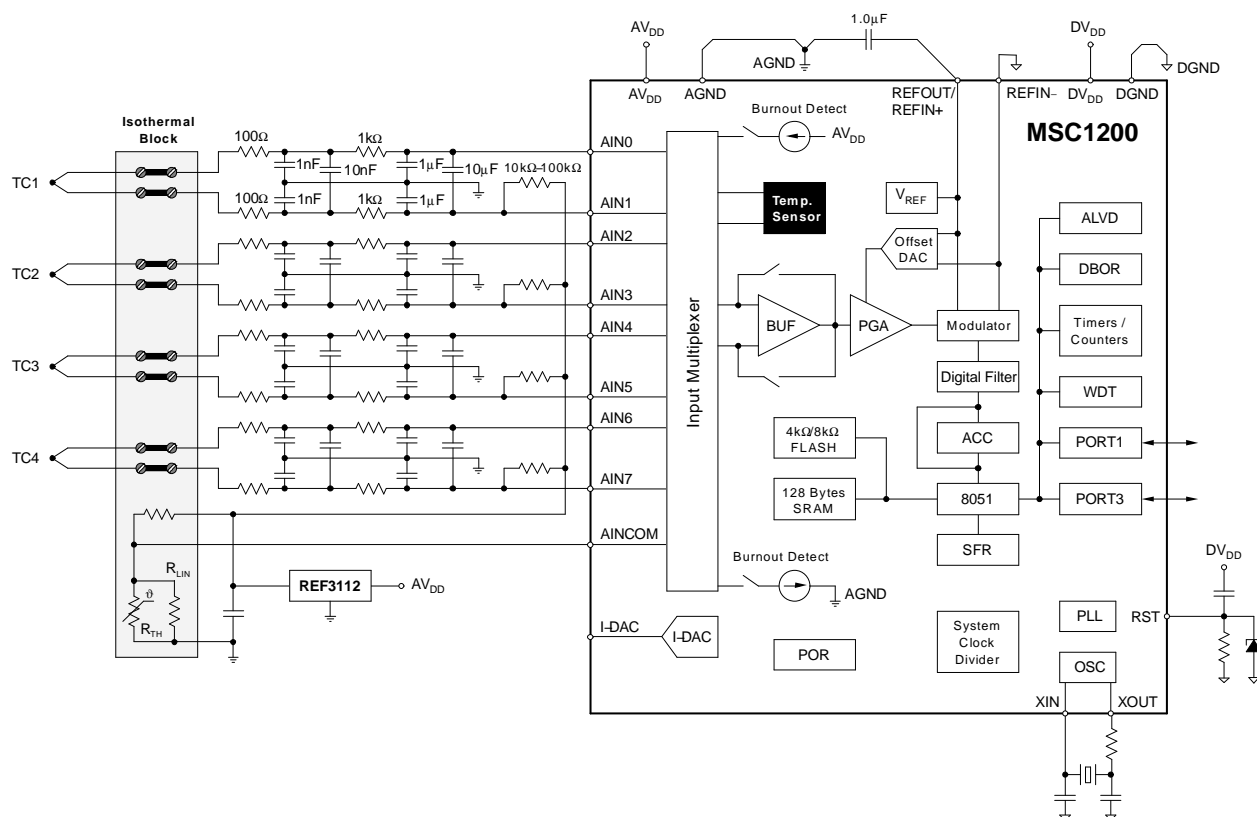 AVDD
1.0µF
DVDD
AGND
DGND
AVDD
AGND
REFOUT/
REFIN+
REFIN–
DVDD
DGND
MSC1200
Isothermal
Block
100Ω
1kΩ
1nF
10nF
1µF
10µF
10kΩ–100kΩ
AIN0
Burnout Detect
AVDD
TC1
100Ω
1nF
1kΩ
1µF
AIN1
Temp.
Sensor
VREF
ALVD
AIN2
Offset
DAC
TC2
DBOR
AIN3
Input Multiplexer
BUF
PGA
Modulator
Timers /
Counters
AIN4
TC3
Digital Filter
AIN5
WDT
AIN6
4kΩ/8kΩ
FLASH
ACC
PORT1
TC4
AIN7
128 Bytes
SRAM
8051
PORT3
AINCOM
SFR
RLIN
REF3112
AVDD
Burnout Detect
AGND
DVDD
ϑ
RTH
I–DAC
I–DAC
POR
System
Clock
Divider
PLL
RST
OSC
XIN
XOUT